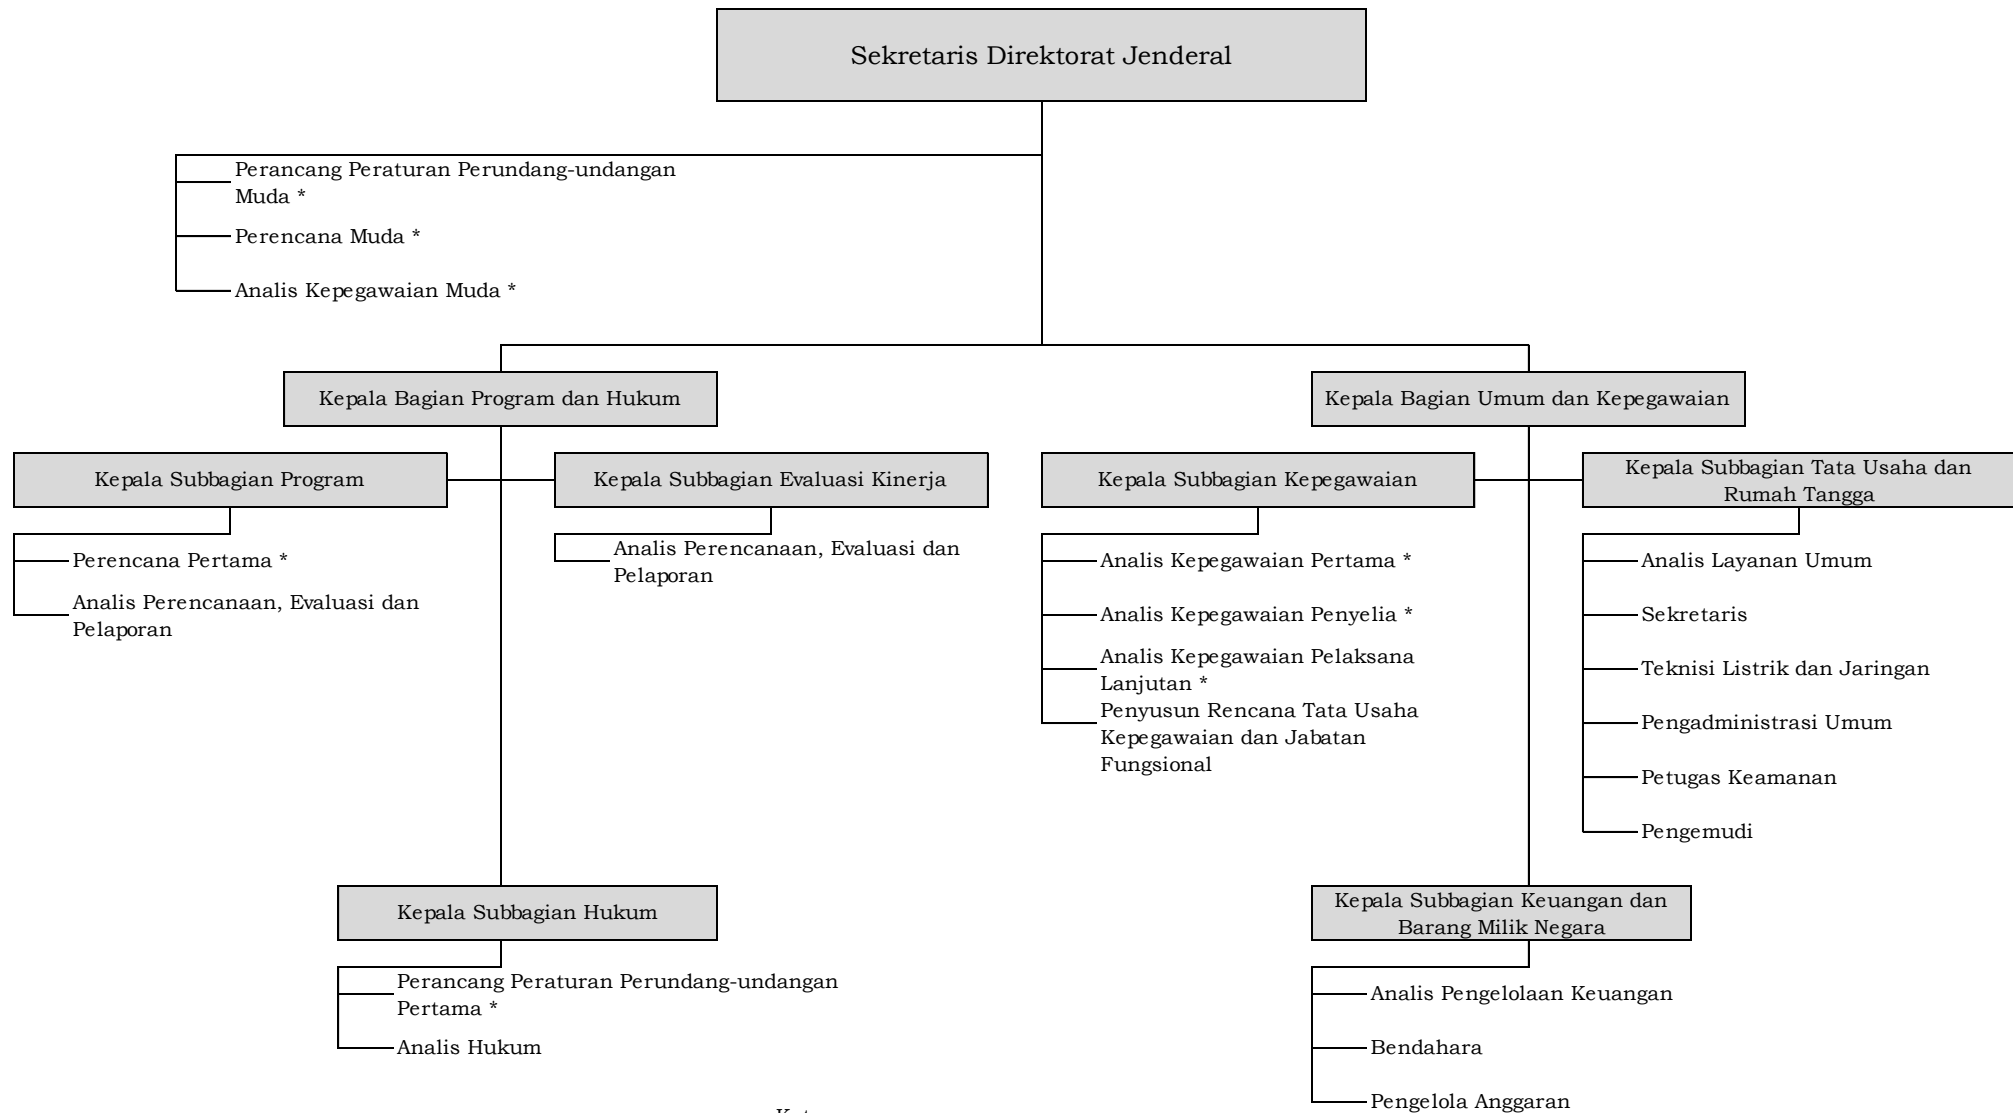 Sekretaris Direktorat Jenderal
Perancang Peraturan Perundang-undangan
Muda *
Perencana Muda *
Analis Kepegawaian Muda *
Kepala Bagian Program dan Hukum
Kepala Bagian Umum dan Kepegawaian
Kepala Subbagian Program
Kepala Subbagian Evaluasi Kinerja
Kepala Subbagian Kepegawaian
Kepala Subbagian Tata Usaha dan
Rumah Tangga
Perencana Pertama *
Analis Perencanaan, Evaluasi dan
Pelaporan
Analis Perencanaan, Evaluasi dan
Pelaporan
Analis Kepegawaian Pertama *
Analis Kepegawaian Penyelia *
Analis Kepegawaian Pelaksana
Lanjutan *
Penyusun Rencana Tata Usaha
Kepegawaian dan Jabatan
Fungsional
Analis Layanan Umum
Sekretaris
Teknisi Listrik dan Jaringan
Pengadministrasi Umum
Petugas Keamanan
Pengemudi
Kepala Subbagian Hukum
Perancang Peraturan Perundang-undangan
Pertama *
Analis Hukum
Kepala Subbagian Keuangan dan
Barang Milik Negara
Analis Pengelolaan Keuangan
Bendahara
Pengelola Anggaran